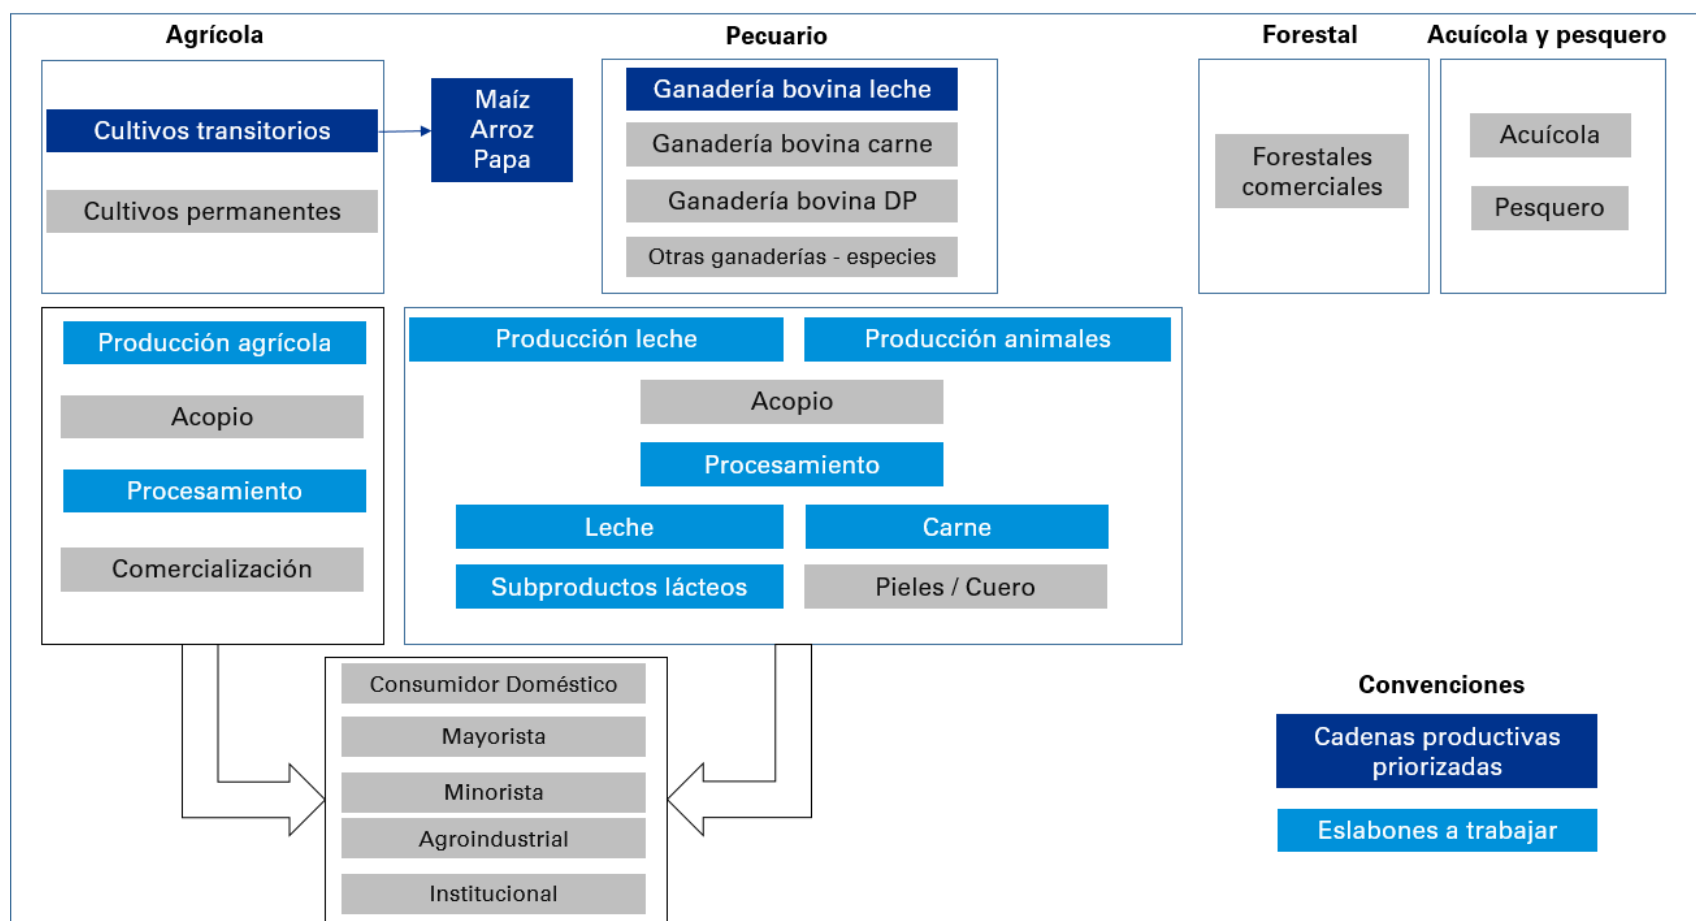 Agrícola
Pecuario
Forestal
Acuícola y pesquero
Cultivos transitorios
Cultivos permanentes
Maíz
Arroz
Papa
Ganadería bovina leche
Ganadería bovina carne
Ganadería bovina DP
Otras ganaderías - especies
Forestales
comerciales
Acuícola
Pesquero
Producción agrícola
Acopio
Procesamiento
Comercialización
Producción leche
Producción animales
Acopio
Procesamiento
Leche
Carne
Subproductos lácteos
Pieles / Cuero
Consumidor Doméstico
Mayorista
Minorista
Agroindustrial
Institucional
Convenciones
Cadenas productivas
priorizadas
Eslabones a trabajar